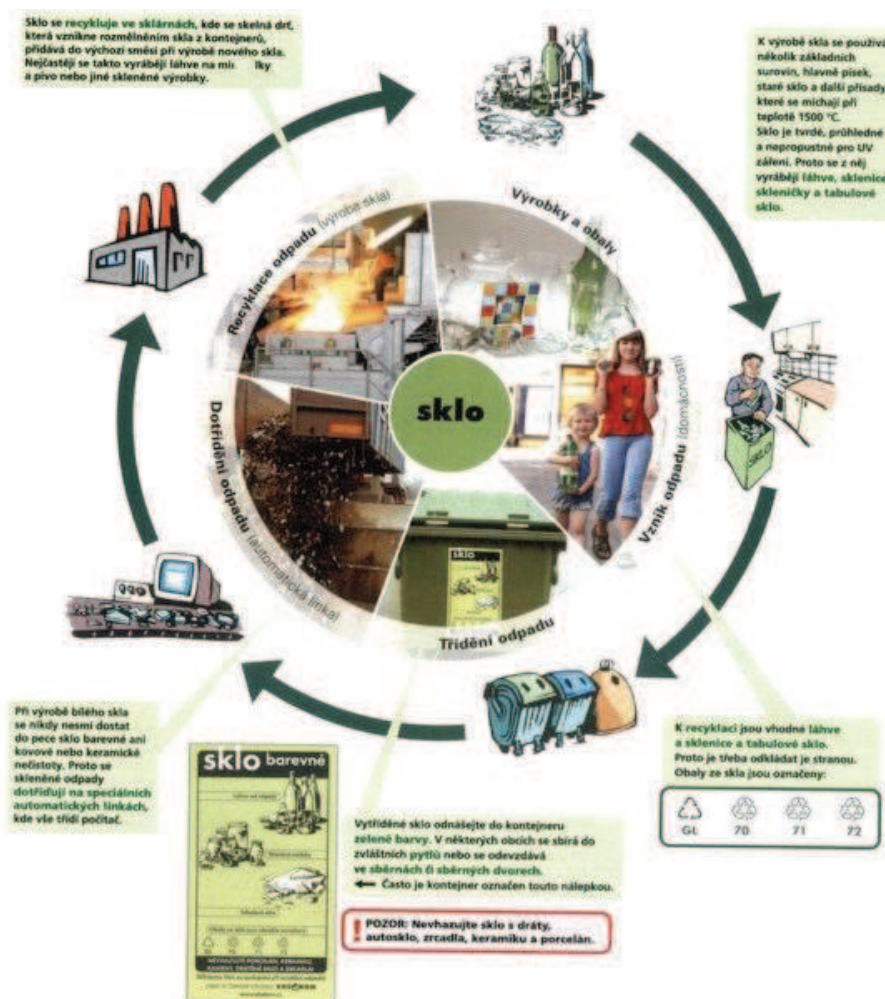 Sklo se recykluje ve sklárnách, kde se skelná drť,
která vznikne rozmělněním skla z kontejnerů,
přidává do výchozí směsi při výrobě nového skla.
Nejčastěji se takto vyrábějí láhve na min lky
a pivo nebo jiné skleněné výrobky.
K výrobě skla se používá
několik základních
surovin, hlavně písek,
staré sklo a další přísady,
které se míchají při
teplotě 1500 °C.
Sklo je tvrdé, průhledné
a nepropustné pro UV
záření. Proto se z něj
vyrábějí láhve, sklenice,
skleničky a tabulové
sklo.
Recyklace odpadu (výroba skla)
Výrobky a obaly
sklo
Dotřídění odpadu (automatická linka)
Vznik odpadu (domácnosti)
SKLO
sklo
Třídění odpadu
Při výrobě bílého skla
se nikdy nesmí dostat
do pece sklo barevné ani
kovové nebo keramické
nečistoty. Proto se
skleněné odpady
dotřiďují na speciálních
automatických linkách,
kde vše třídí počítač.
K recyklaci jsou vhodné láhve
a sklenice a tabulové sklo.
Proto je třeba odkládat je stranou.
Obaly ze skla jsou označeny:
GL 70 71 72
sklo barevné
NEVHAZUJTE PORCELÁN, KERAMIKU,
Vytříděné sklo odnášejte do kontejneru
zelené barvy. V některých obcích se sbírá do
zvláštních pytlů nebo se odevzdává
ve sběrnách či sběrných dvorech.
Často je kontejner označen touto nálepkou.
! POZOR: Nevhazujte sklo s dráty,
autosklo, zrcadla, keramiku a porcelán.